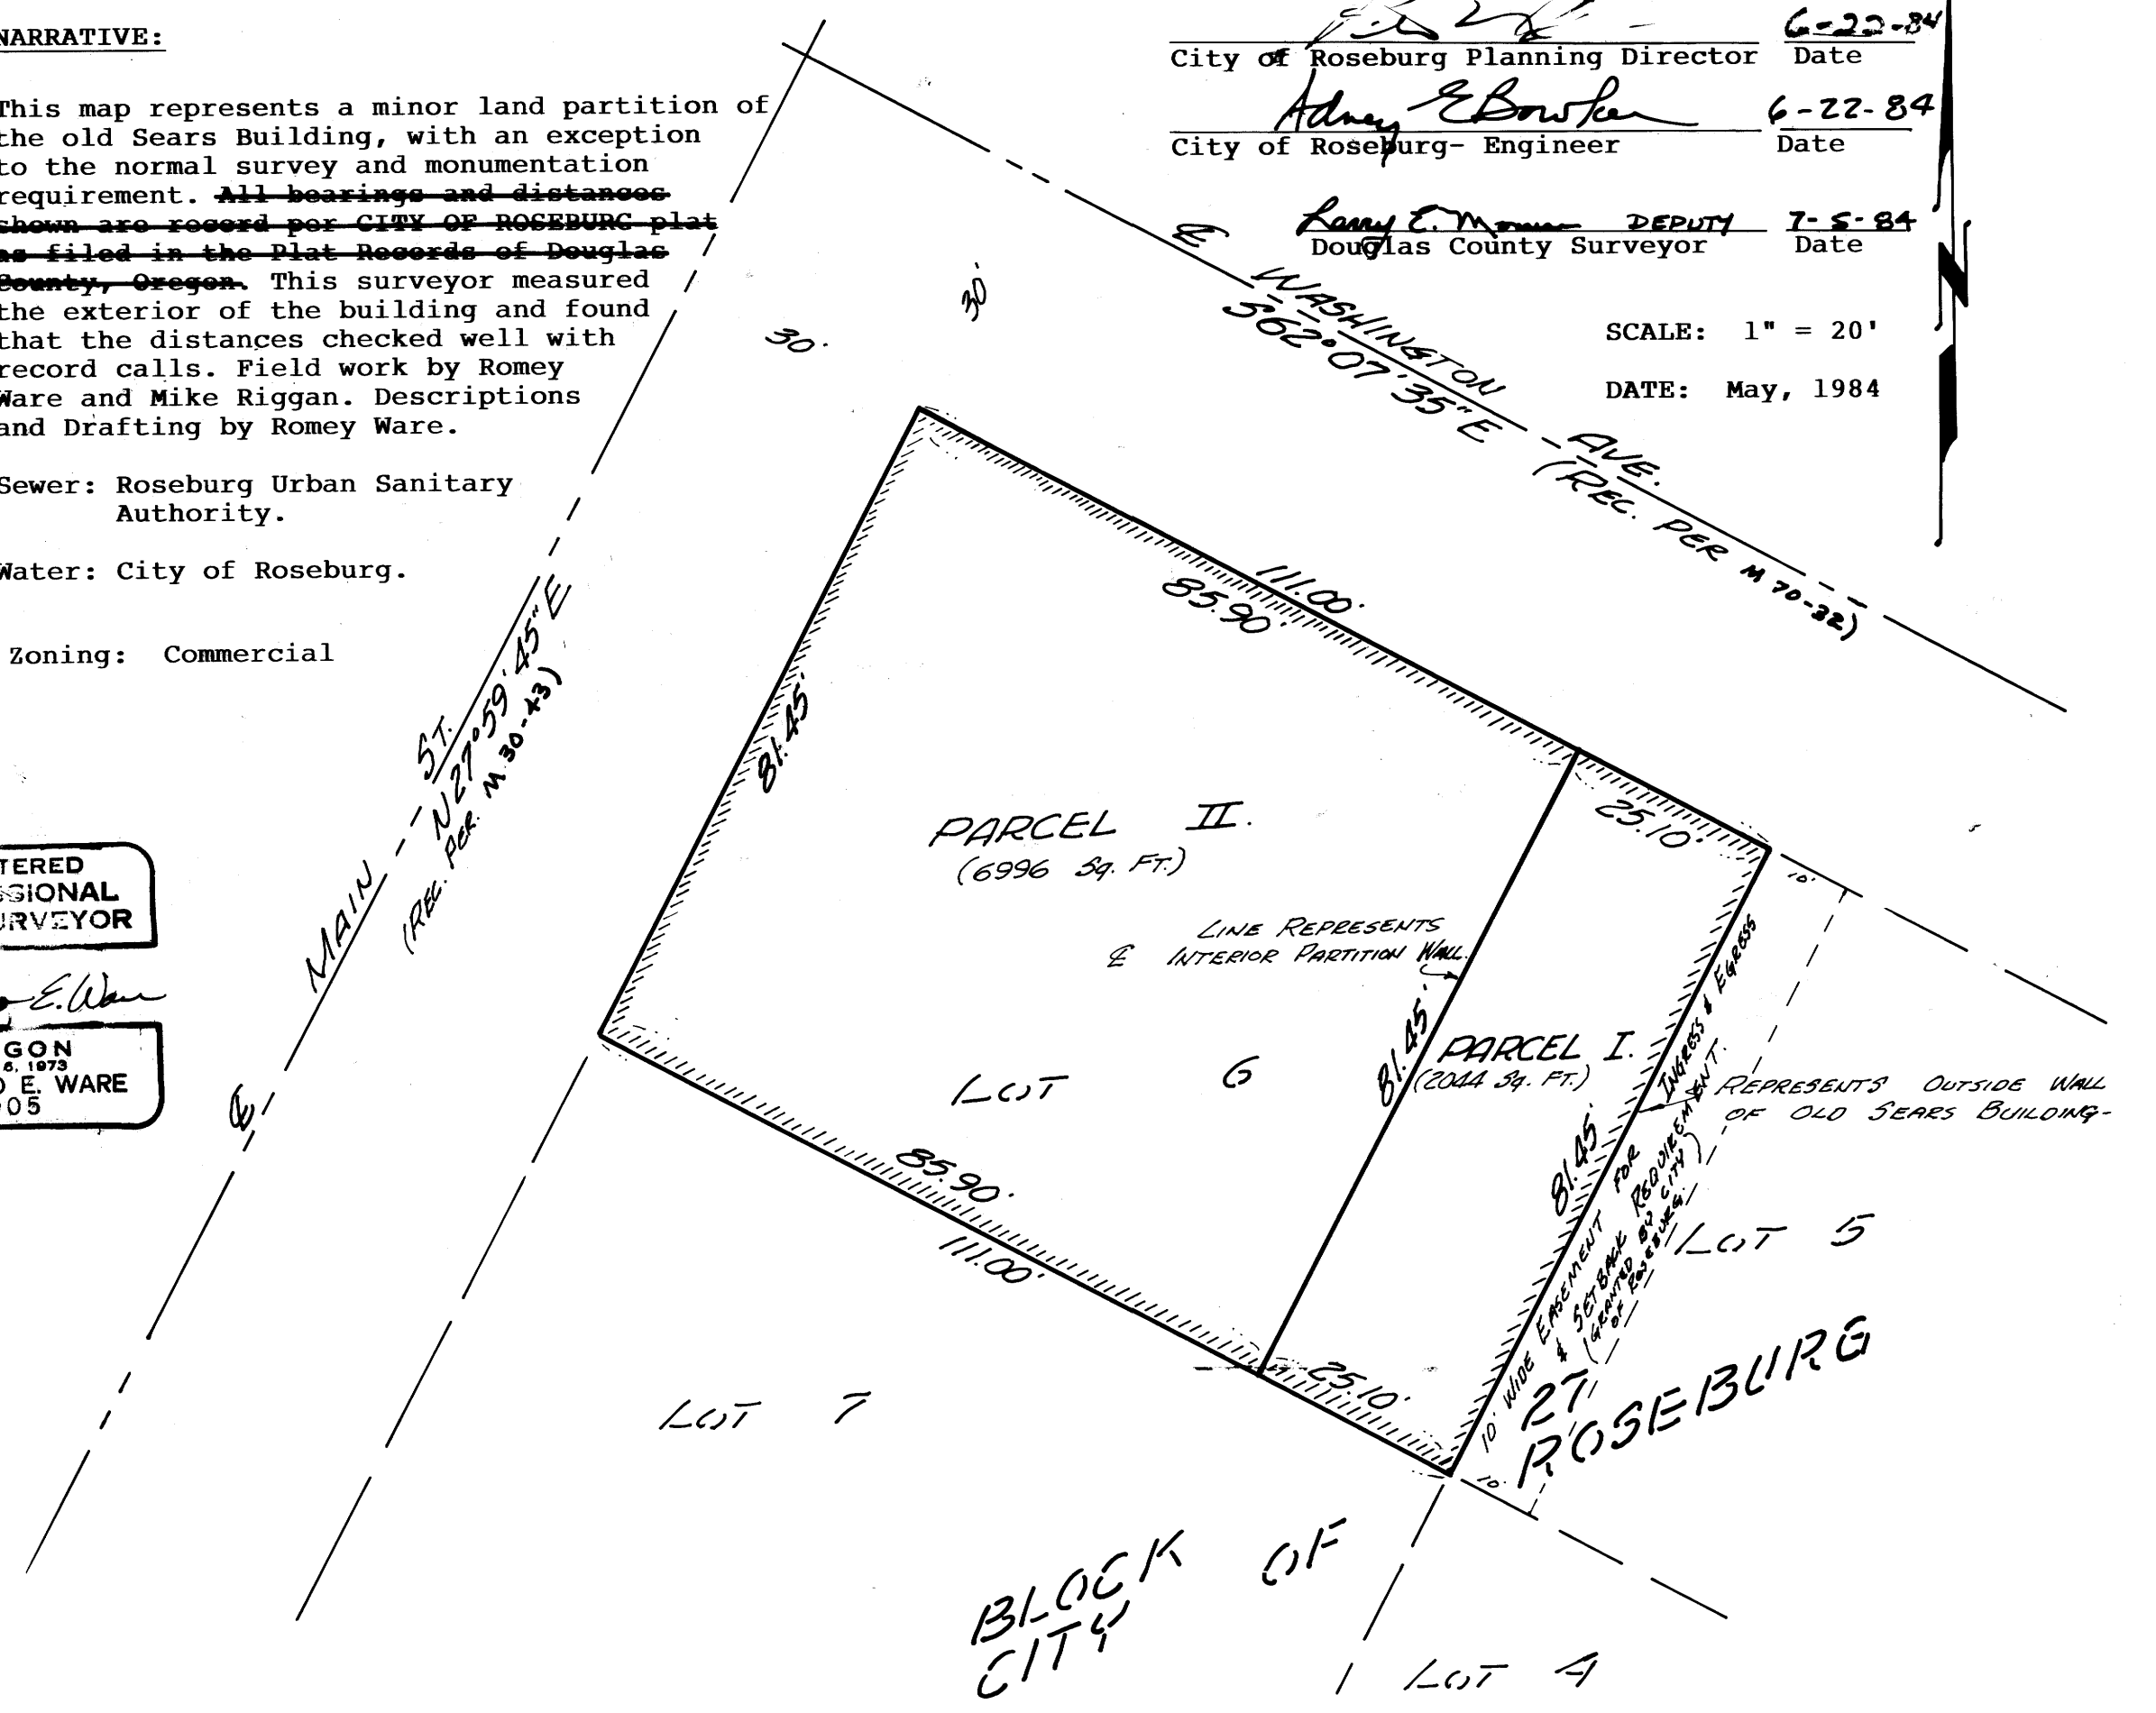 NARRATIVE:
This map represents a minor land partition of
the old Sears Building, with an exception
to the normal survey and monumentation
requirement. All bearings and distances
shown are record per CITY OF ROSEBURG plat
as filed in the Plat Records of Douglas
County, Oregon. This surveyor measured
the exterior of the building and found
that the distances checked well with
record calls. Field work by Romey
Ware and Mike Riggan. Descriptions
and Drafting by Romey Ware.
Sewer: Roseburg Urban Sanitary
Authority.
Water: City of Roseburg.
Zoning: Commercial
6-22-84
City of Roseburg Planning Director Date
Adney E Bowker 6-22-84
City of Roseburg- Engineer Date
Larry E. DEPUTY 7-5-84
Douglas County Surveyor Date
SCALE: 1" = 20'
DATE: May, 1984
N
℄ WASHINGTON AVE.
S62°07'35"E (REC. PER M 70-32)
30'
30'
℄ MAIN ST.
N27°59'45"E
(REC. PER. M 30-43)
111.00'
85.90'
25.10'
81.45'
10'
PARCEL II.
(6996 Sq. FT.)
LINE REPRESENTS
℄ INTERIOR PARTITION WALL.
81.45'
PARCEL I.
(2044 Sq. FT.)
LOT 6
81.45'
REPRESENTS OUTSIDE WALL
OF OLD SEARS BUILDING-
10' WIDE EASEMENT FOR INGRESS & EGRESS
& SETBACK REQUIREMENT.
(GRANTED BY CITY)
OF ROSEBURG.
85.90'
111.00'
25.10'
10'
LOT 5
LOT 7
LOT 4
BLOCK 27
CITY OF ROSEBURG
TERED
SSIONAL
URVEYOR
E. Ware
GON
6, 1973
E. WARE
05